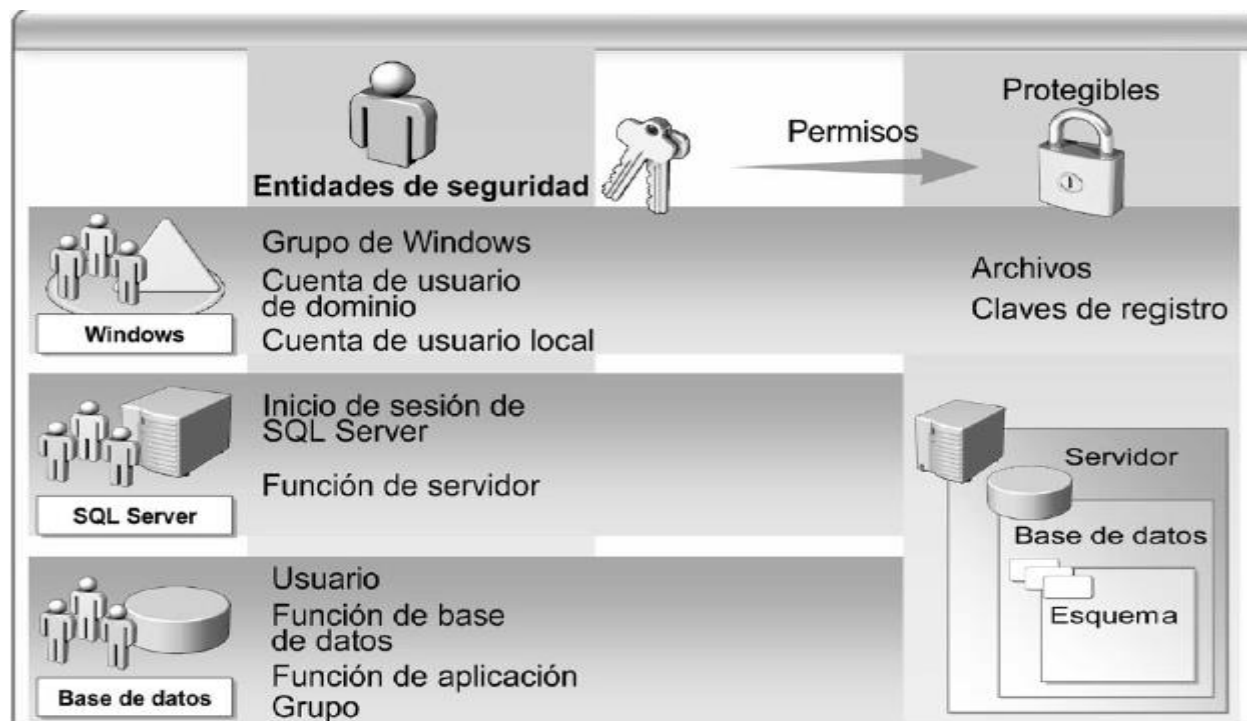 Protegibles
Permisos
Entidades de seguridad
Grupo de Windows
Cuenta de usuario
de dominio
Cuenta de usuario local
Windows
Archivos
Claves de registro
Inicio de sesión de
SQL Server
Función de servidor
SQL Server
Servidor
Base de datos
Esquema
Usuario
Función de base
de datos
Función de aplicación
Grupo
Base de datos